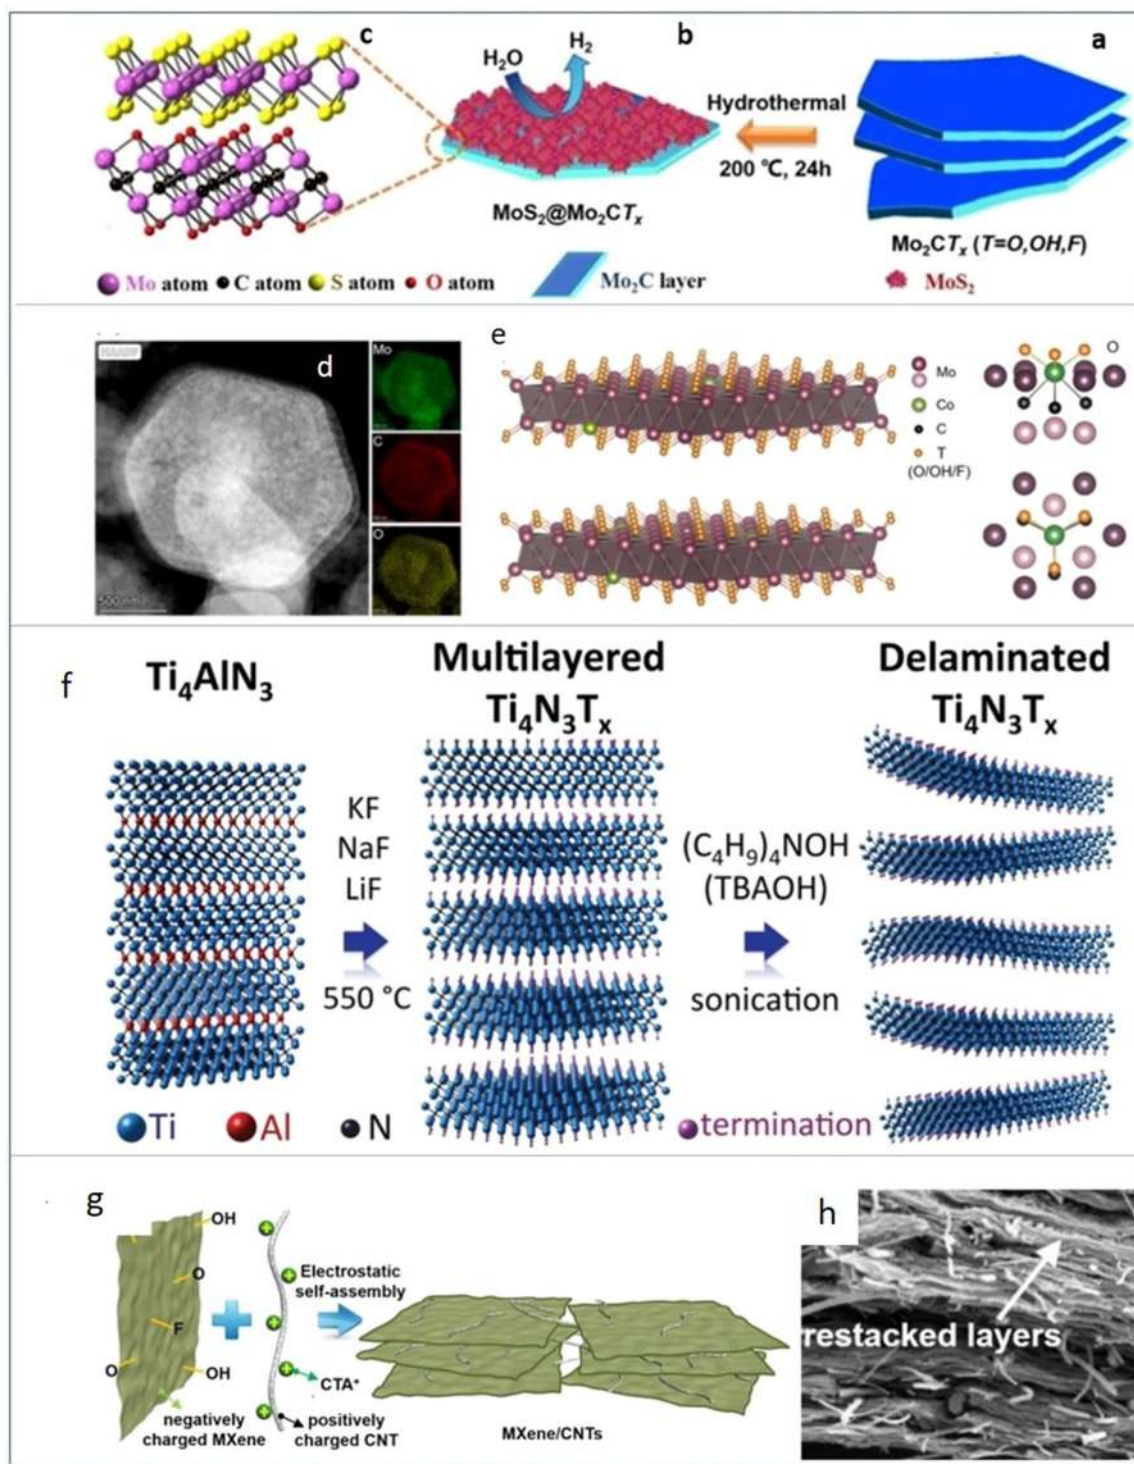 c
b
a
H₂O
H₂
Hydrothermal
200 ℃, 24h
MoS₂@Mo₂CTₓ
Mo₂CTₓ (T=O,OH,F)
Mo atom
C atom
S atom
O atom
Mo₂C layer
MoS₂
d
HAADF
500 nm
Mo
C
O
e
Mo
Co
C
T
(O/OH/F)
O
f
Ti₄AlN₃
Multilayered
Ti₄N₃Tₓ
Delaminated
Ti₄N₃Tₓ
KF
NaF
LiF
550 °C
(C₄H₉)₄NOH
(TBAOH)
sonication
Ti
Al
N
termination
g
OH
O
F
O
OH
negatively
charged MXene
CTA⁺
positively
charged CNT
Electrostatic
self-assembly
MXene/CNTs
h
restacked layers